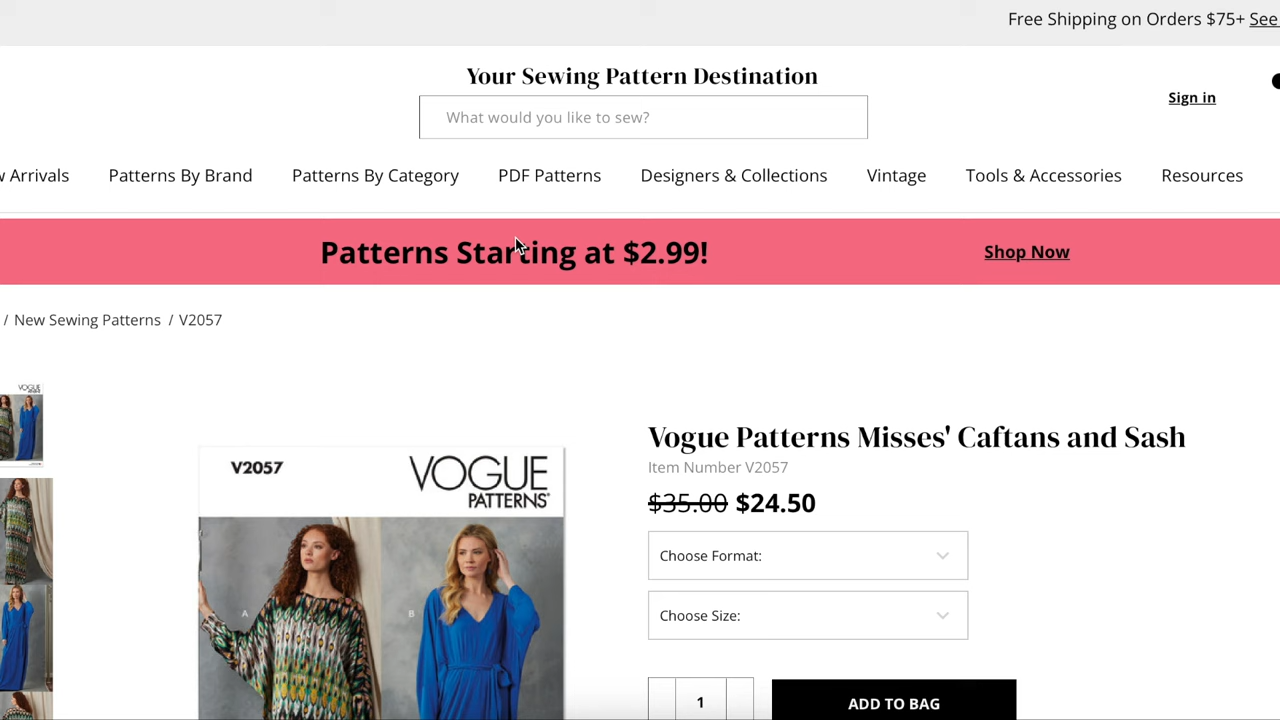 Free Shipping on Orders $75+ See
Your Sewing Pattern Destination
What would you like to sew?
Sign in
w Arrivals Patterns By Brand Patterns By Category PDF Patterns Designers & Collections Vintage Tools & Accessories Resources
Patterns Starting at $2.99! Shop Now
/ New Sewing Patterns / V2057
VOGUE
V2057
VOGUE
PATTERNS
A
B
Vogue Patterns Misses' Caftans and Sash
Item Number V2057
$35.00 $24.50
Choose Format:
Choose Size:
1
ADD TO BAG